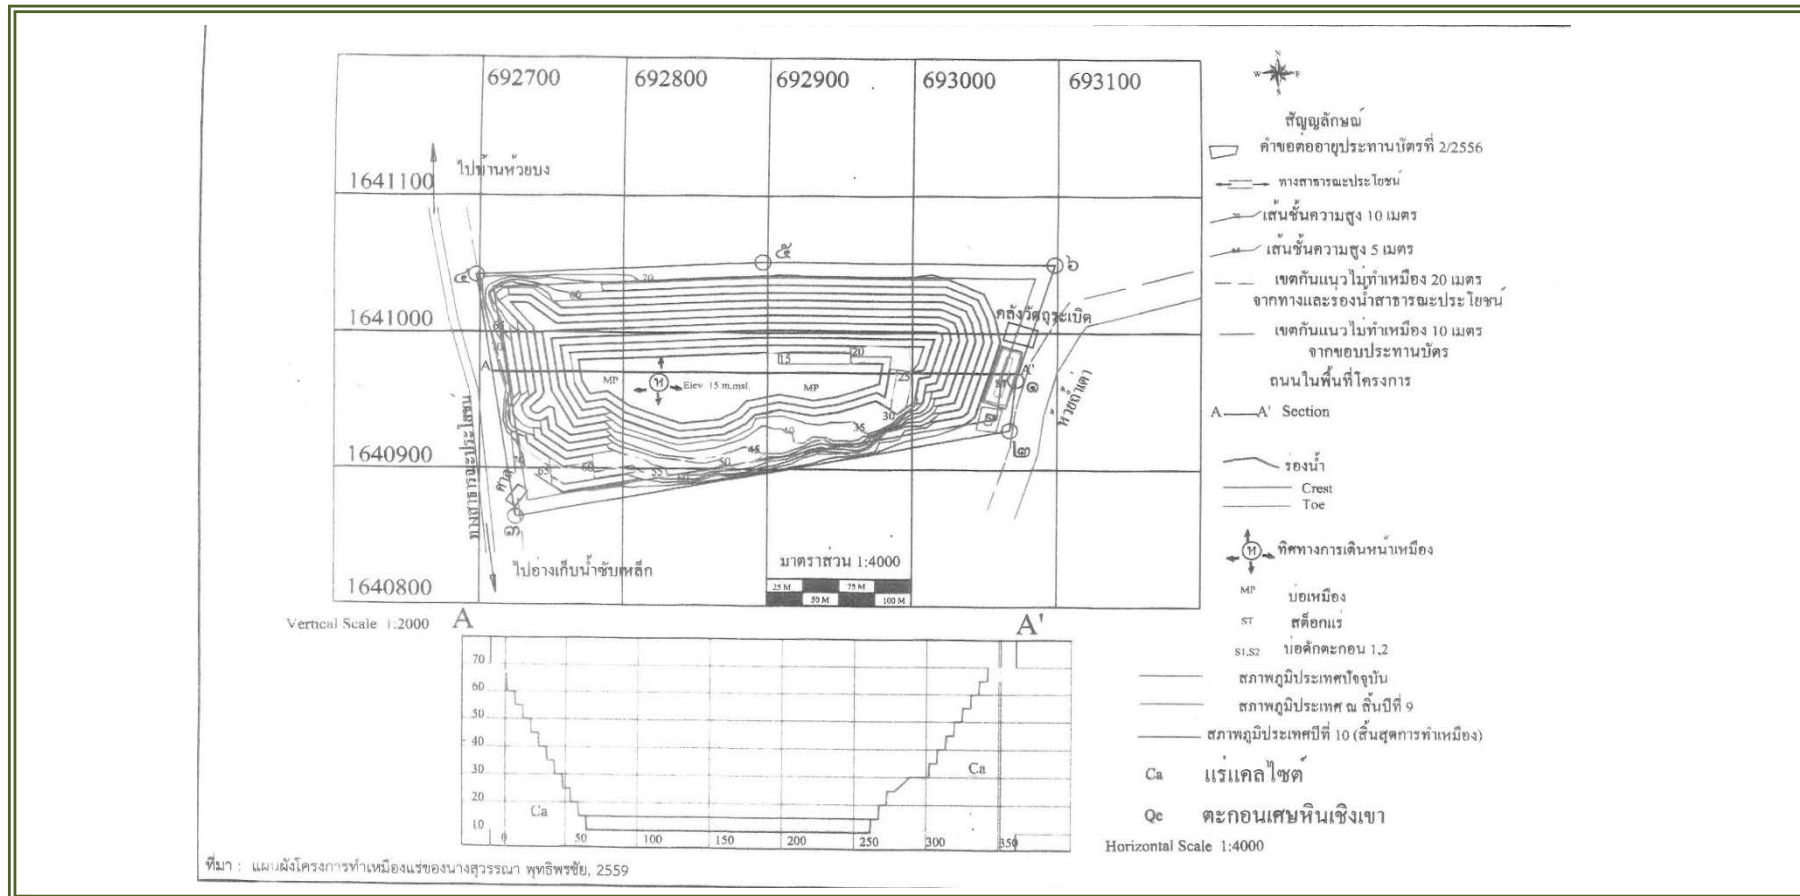 692700 692800 692900 693000 693100
N
W E
S
สัญญลักษณ์
คำขอต่ออายุประทานบัตรที่ 2/2556
ทางสาธารณะประโยชน์
70 เส้นชั้นความสูง 10 เมตร
65 เส้นชั้นความสูง 5 เมตร
เขตกันแนวไม่ทำเหมือง 20 เมตร
จากทางและร่องน้ำสาธารณะประโยชน์
เขตกันแนวไม่ทำเหมือง 10 เมตร
จากขอบประทานบัตร
ถนนในพื้นที่โครงการ
A A' Section
ร่องน้ำ
Crest
Toe
ห ทิศทางการเดินหน้าเหมือง
MP บ่อเหมือง
ST สต็อกแร่
S1,S2 บ่อดักตะกอน 1,2
สภาพภูมิประเทศปัจจุบัน
สภาพภูมิประเทศ ณ สิ้นปีที่ 9
สภาพภูมิประเทศปีที่ 10 (สิ้นสุดการทำเหมือง)
Ca แร่แคลไซต์
Qc ตะกอนเศษหินเชิงเขา
Horizontal Scale 1:4000
ไปบ้านห้วยบง
1641100
๔ ๕ ๖
70
60
1641000
คลังวัตถุระเบิด
65
70
15 20
25
A A'
MP ห Elev. 15 m.msl. MP
ST ๑
ห้วยถ้ำเต่า
30
35
40
45
๒
ทางสาธารณะประโยชน์
1640900
70 65 60 55 50
60
ศาล
๓
ไปอ่างเก็บน้ำซับเหล็ก
มาตราส่วน 1:4000
25 M 75 M
50 M 100 M
1640800
Vertical Scale 1:2000
A A'
70
60
50
40
30
20
10
Ca Ca
0 50 100 150 200 250 300 350
ที่มา : แผนผังโครงการทำเหมืองแร่ของนางสุวรรณา พุทธิพรชัย, 2559